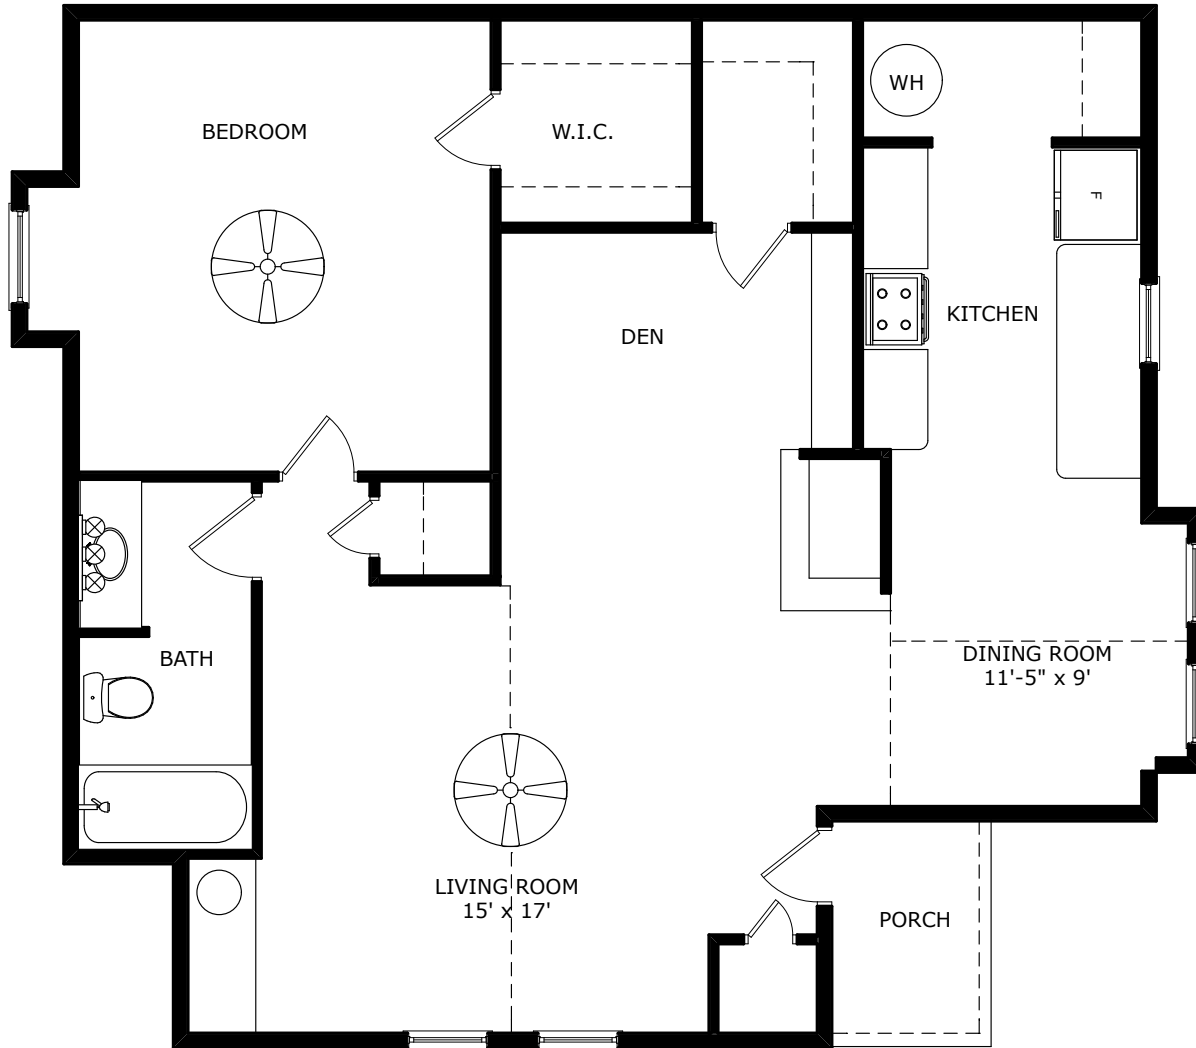 WH
BEDROOM
W.I.C.
F
KITCHEN
DEN
DINING ROOM
11'-5" x 9'
BATH
LIVING ROOM
15' x 17'
PORCH